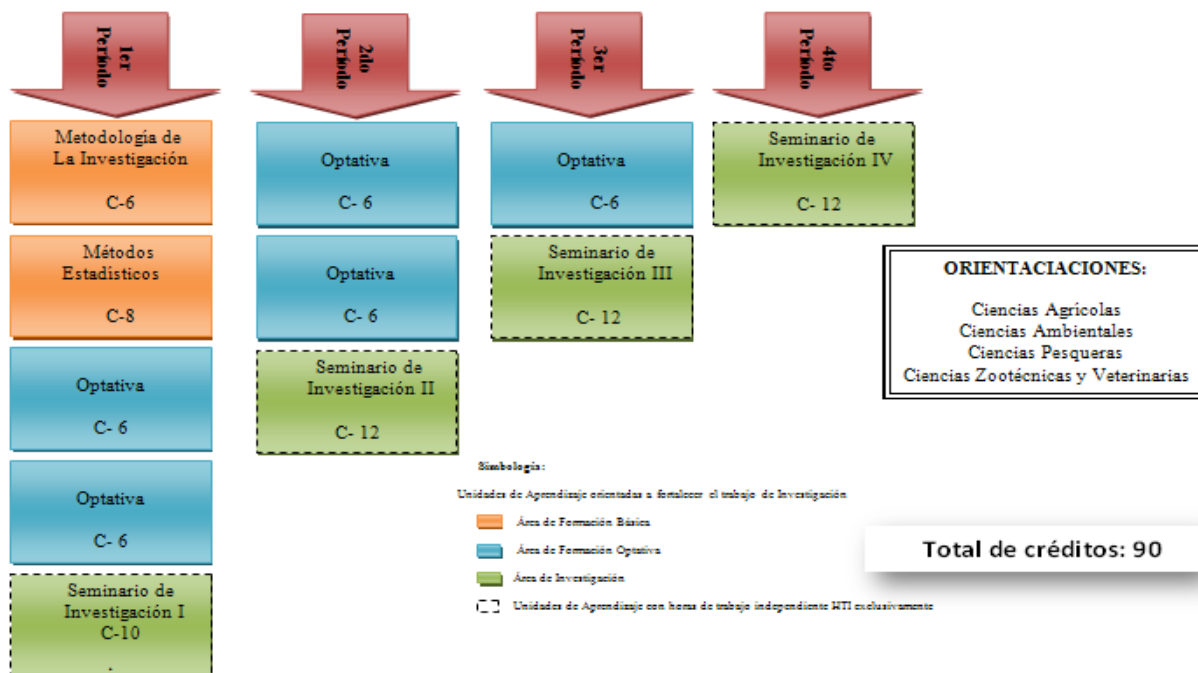 1er
Período
2do
Período
3er
Período
4to
Período
Metodología de
La Investigación
C-6
Métodos
Estadísticos
C-8
Optativa
C- 6
Optativa
C- 6
Seminario de
Investigación I
C-10
.
Optativa
C- 6
Optativa
C- 6
Seminario de
Investigación II
C- 12
Optativa
C-6
Seminario de
Investigación III
C- 12
Seminario de
Investigación IV
C- 12
ORIENTACIACIONES:
Ciencias Agrícolas
Ciencias Ambientales
Ciencias Pesqueras
Ciencias Zootécnicas y Veterinarias
Simbología:
Unidades de Aprendizaje orientadas a fortalecer el trabajo de Investigación
Área de Formación Básica
Área de Formación Optativa
Área de Investigación
Unidades de Aprendizaje con horas de trabajo independiente HTI exclusivamente
Total de créditos: 90